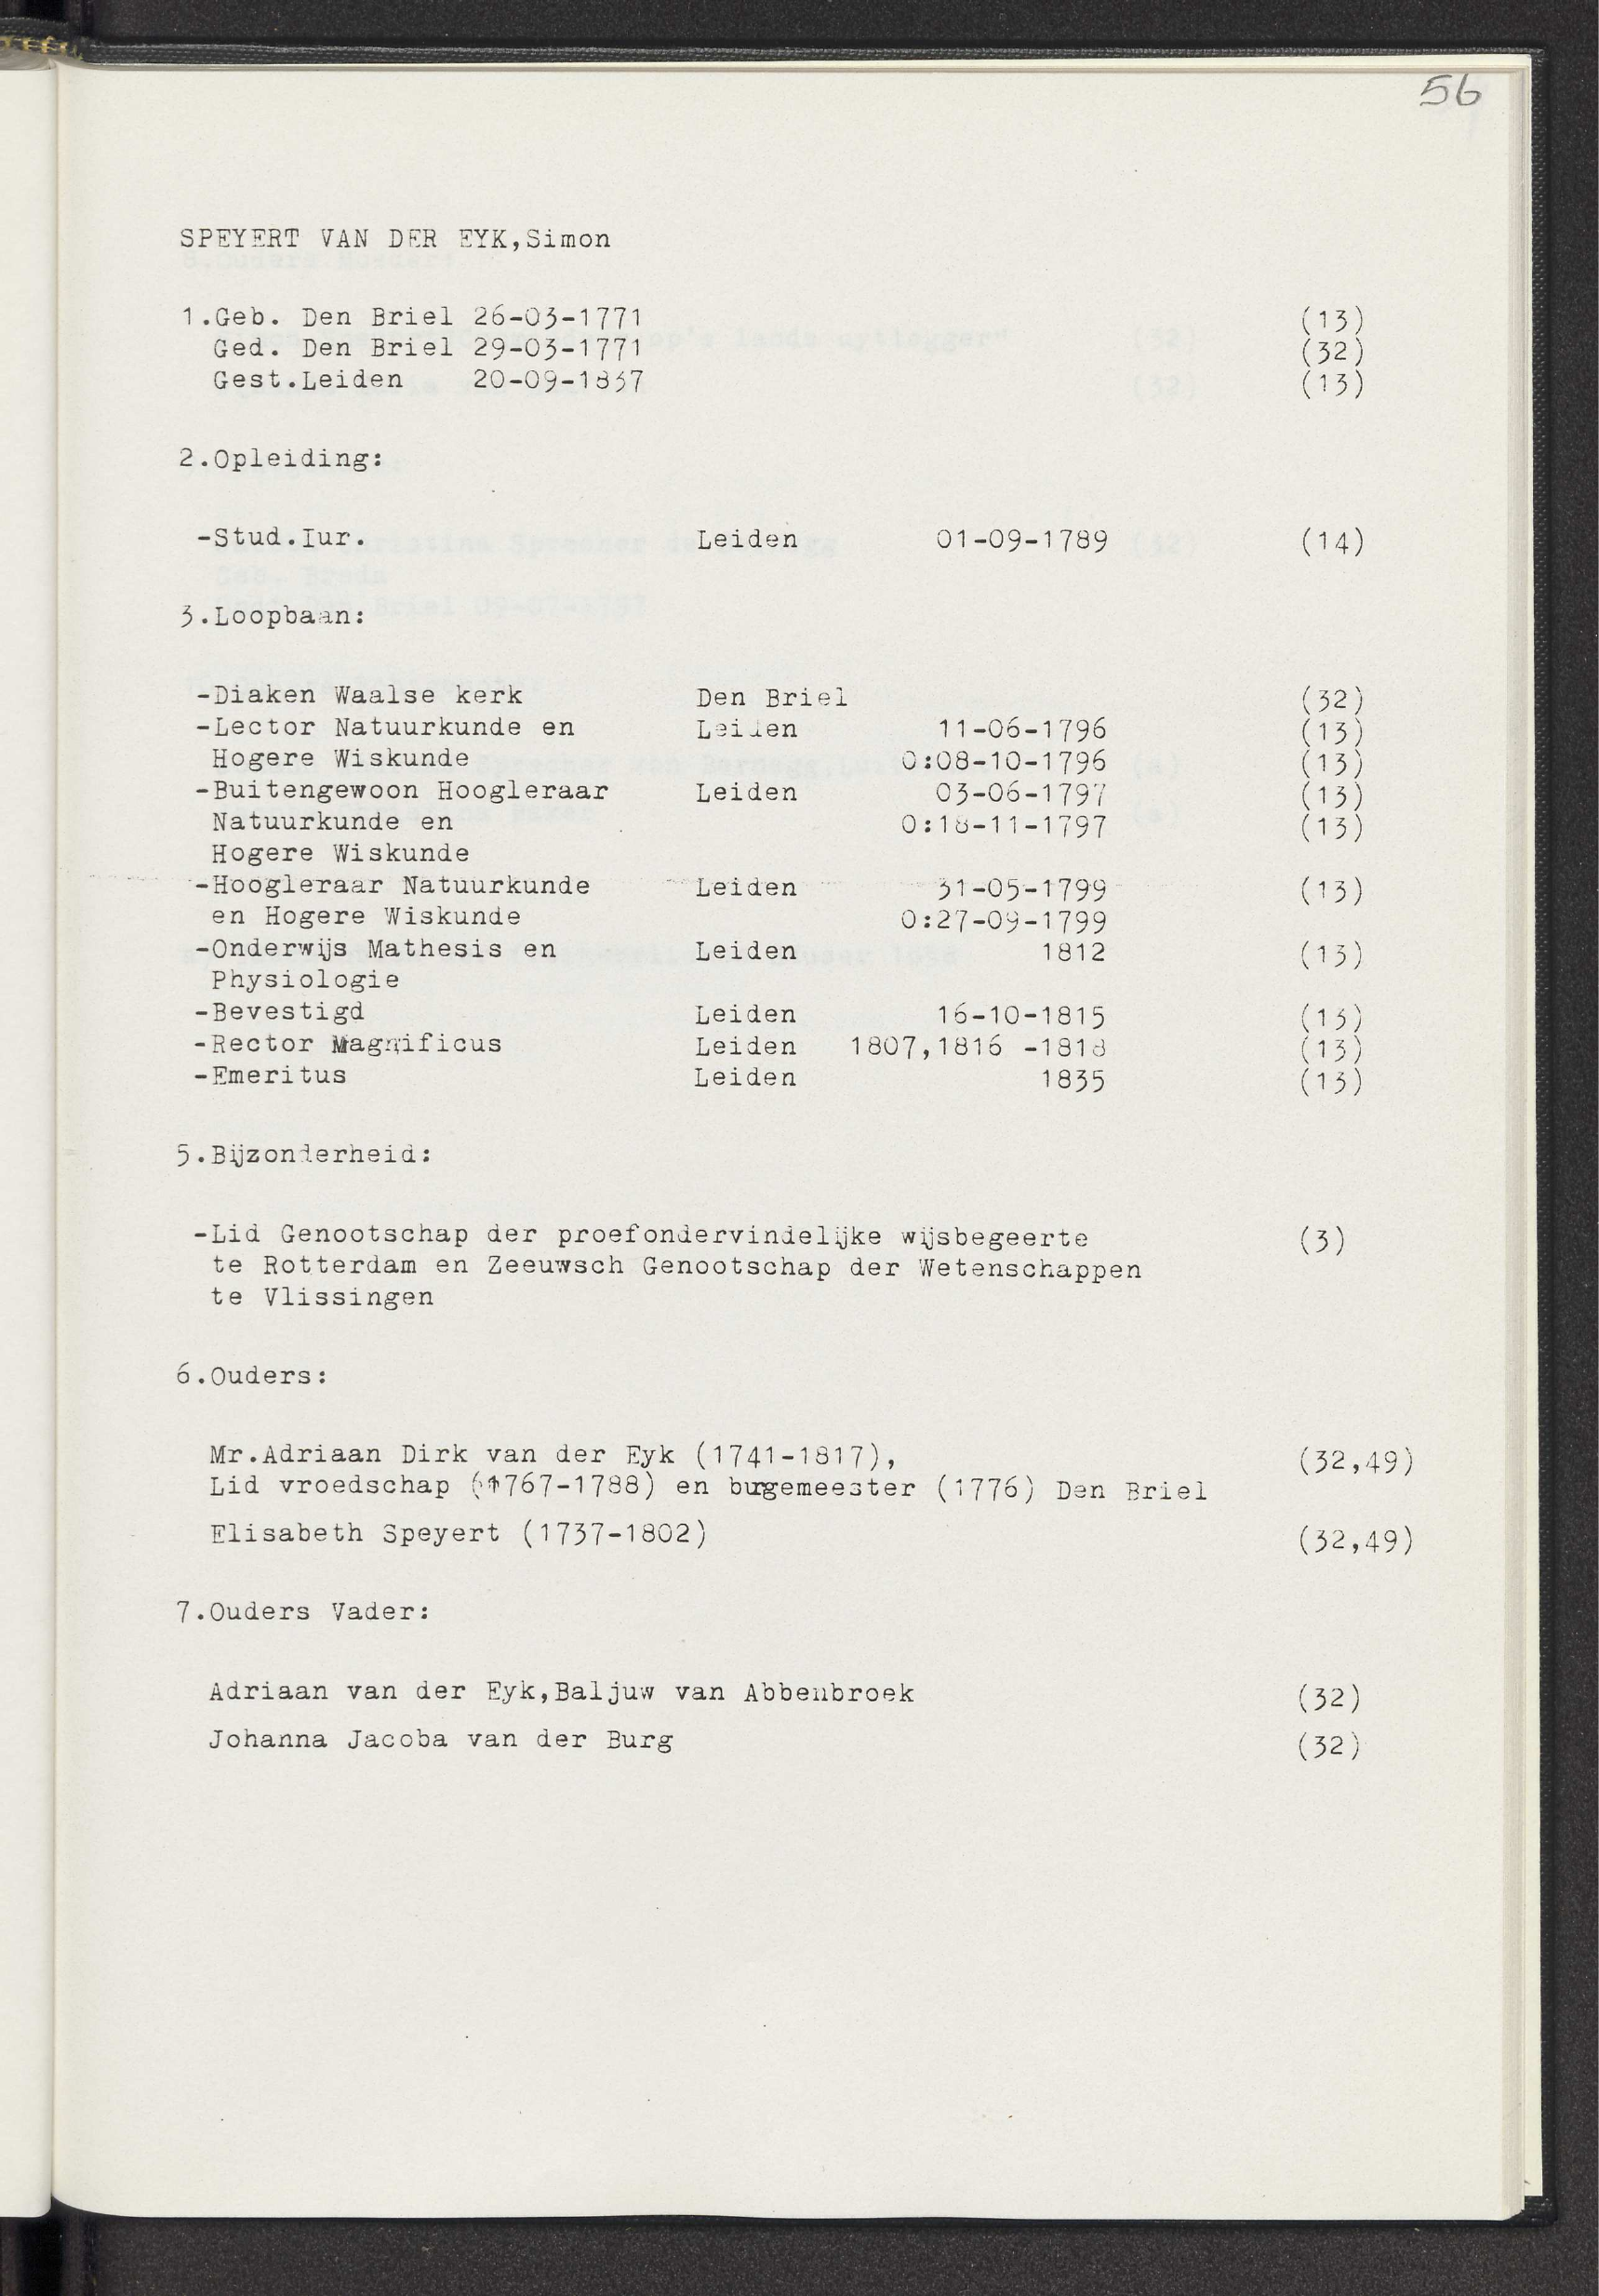 56
SPEYERT VAN DER EYK,Simon
1.Geb. Den Briel 26-03-1771 (13)
Ged. Den Briel 29-03-1771 (32)
Gest.Leiden 20-09-1837 (13)
2.Opleiding:
-Stud.Iur. Leiden 01-09-1789 (14)
3.Loopbaan:
-Diaken Waalse kerk Den Briel (32)
-Lector Natuurkunde en Leiden 11-06-1796 (13)
Hogere Wiskunde O:08-10-1796 (13)
-Buitengewoon Hoogleraar Leiden 03-06-1797 (13)
Natuurkunde en O:18-11-1797 (13)
Hogere Wiskunde
-Hoogleraar Natuurkunde Leiden 31-05-1799 (13)
en Hogere Wiskunde O:27-09-1799
-Onderwijs Mathesis en Leiden 1812 (13)
Physiologie
-Bevestigd Leiden 16-10-1815 (13)
-Rector Magnificus Leiden 1807,1816 -1818 (13)
-Emeritus Leiden 1835 (13)
5.Bijzonderheid:
-Lid Genootschap der proefondervindelijke wijsbegeerte (3)
te Rotterdam en Zeeuwsch Genootschap der Wetenschappen
te Vlissingen
6.Ouders:
Mr.Adriaan Dirk van der Eyk (1741-1817), (32,49)
Lid vroedschap (1767-1788) en burgemeester (1776) Den Briel
Elisabeth Speyert (1737-1802) (32,49)
7.Ouders Vader:
Adriaan van der Eyk,Baljuw van Abbenbroek (32)
Johanna Jacoba van der Burg (32)